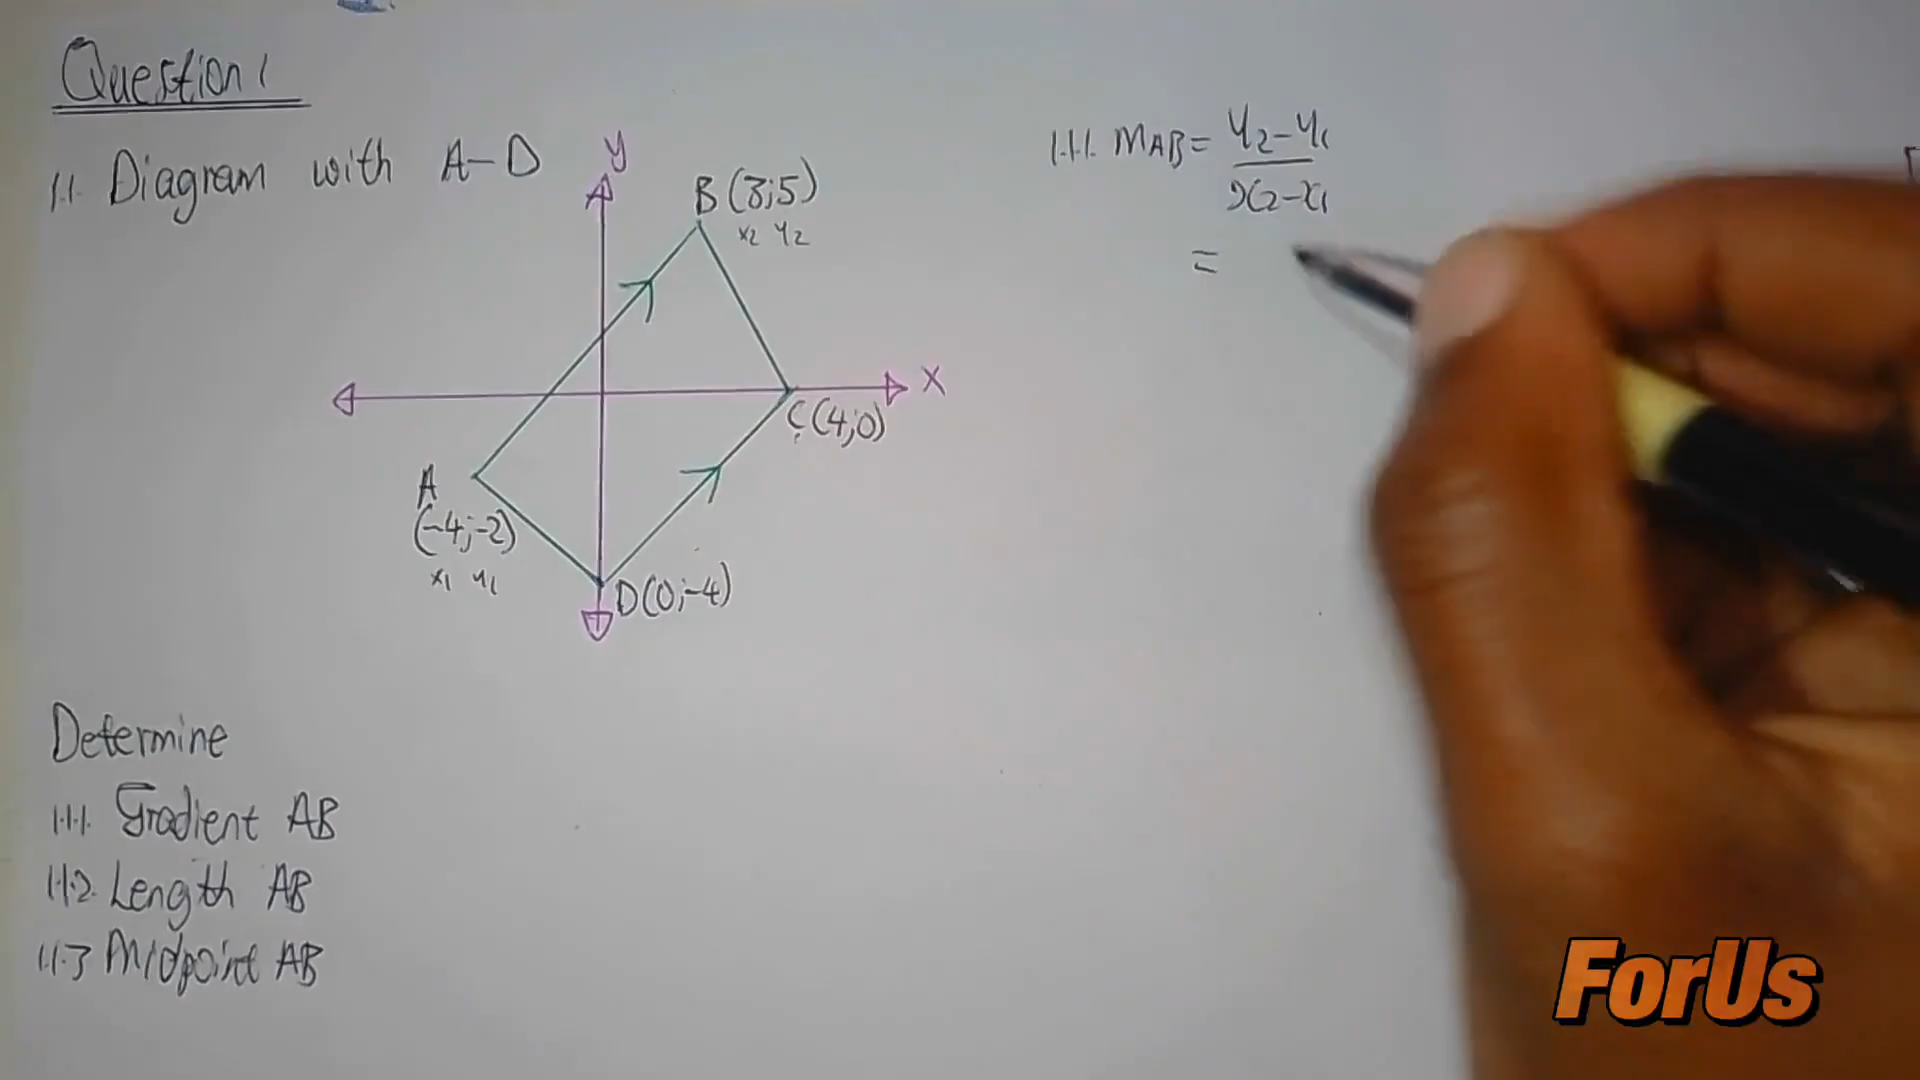 Question 1
1.1. Diagram with A-D
y
B (3;5)
x2 y2
x
C (4;0)
A
(-4;-2)
x1 y1
D(0;-4)
Determine
1.1.1. Gradient AB
1.1.2. Length AB
1.1.3 Midpoint AB
1.1.1. MAB = y2-y1
x2-x1
=
ForUs